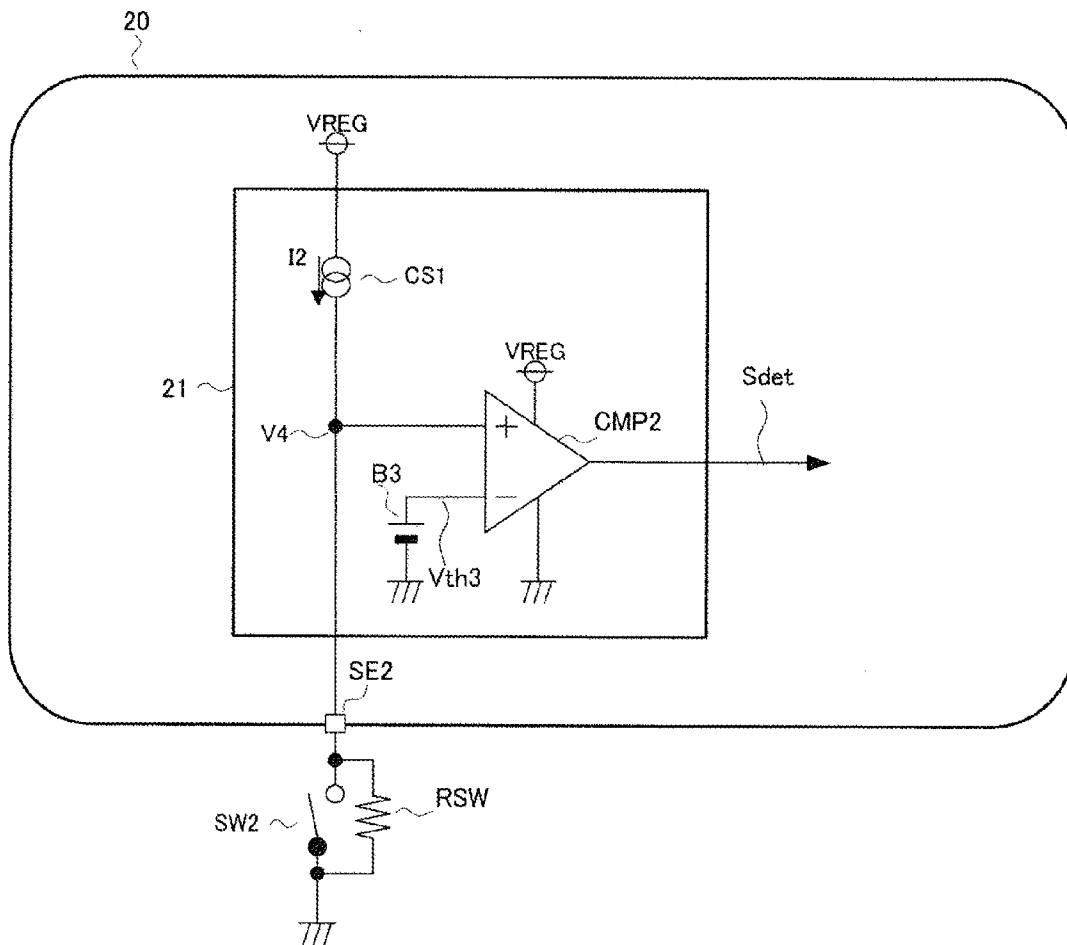 20
VREG
I2
CS1
VREG
21
Sdet
V4
+
CMP2
B3
−
Vth3
SE2
SW2
RSW